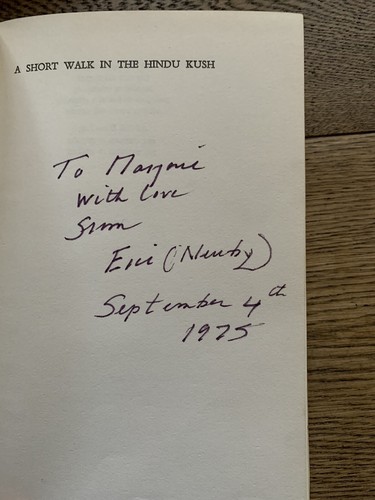 A SHORT WALK IN THE HINDU KUSH
To Marjorie
with love
from
Eric (Newby)
September 4th
1975